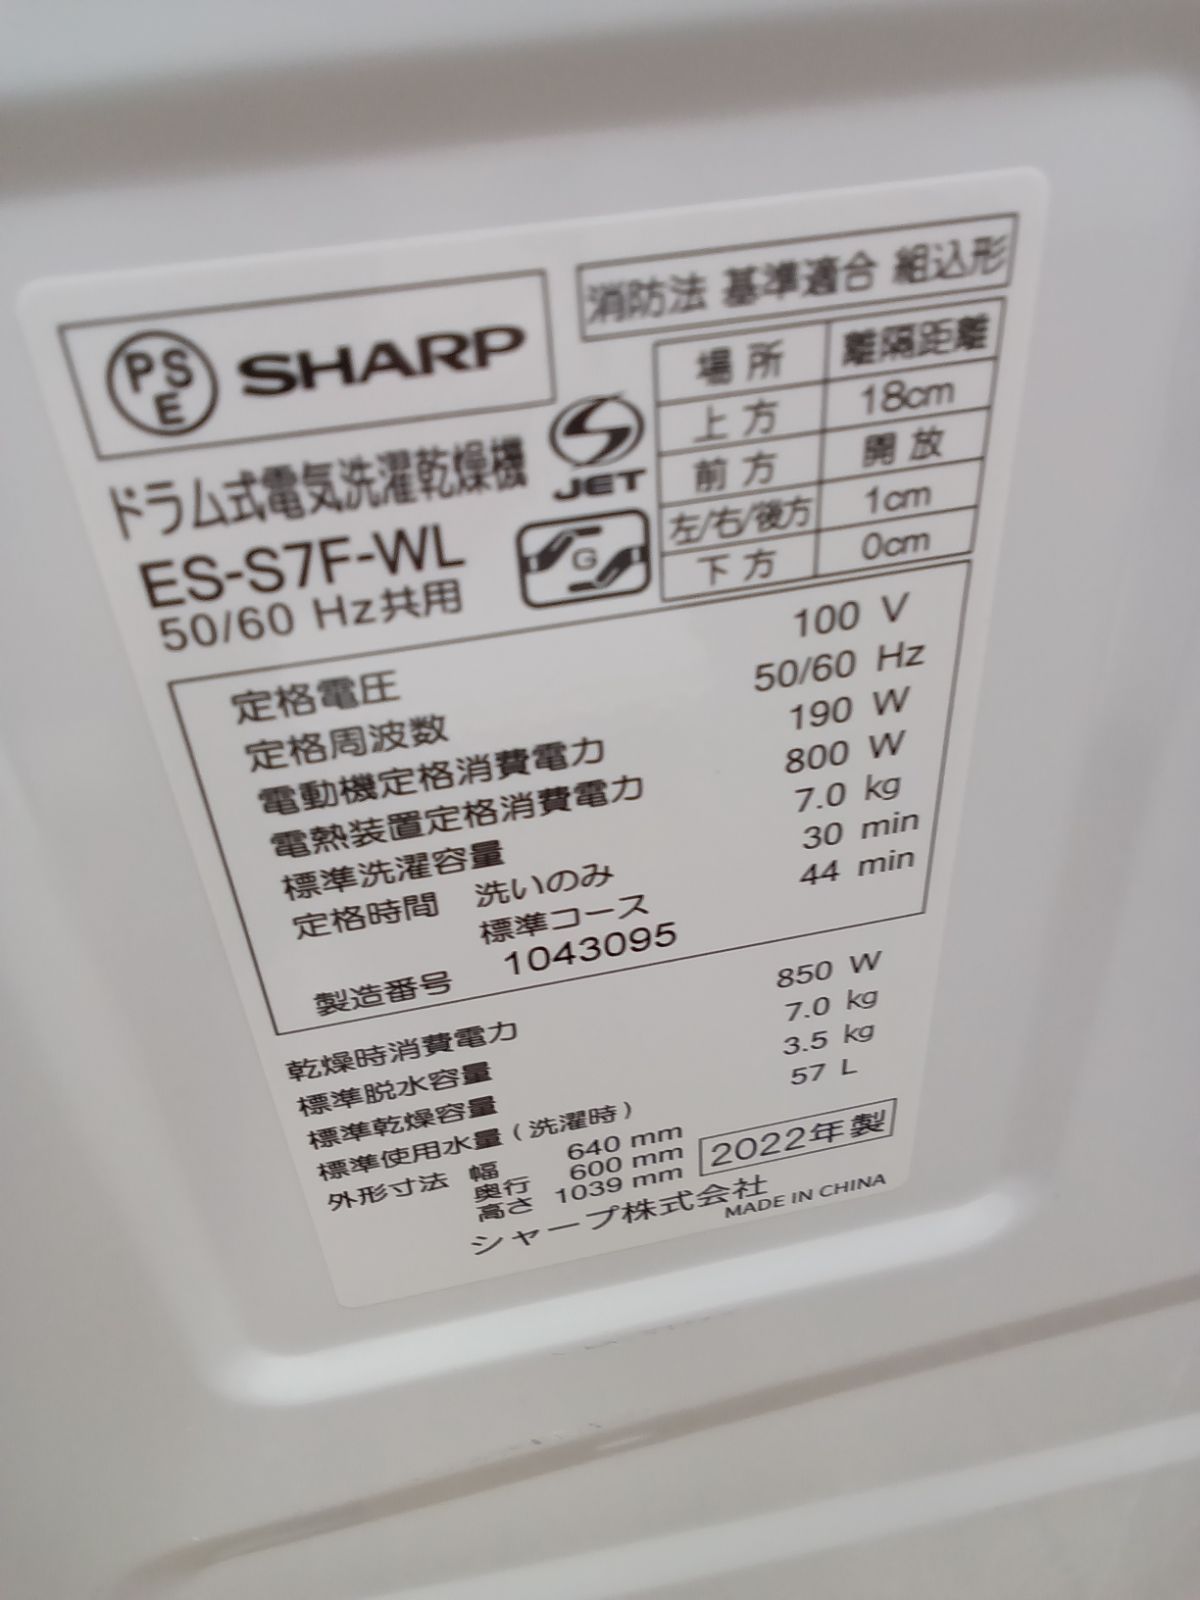 PSE SHARP
消防法 基準適合 組込形
場所 離隔距離
上方 18cm
前方 開放
左/右/後方 1cm
下方 0cm
JET
G
ドラム式電気洗濯乾燥機
ES-S7F-WL
50/60 Hz共用
定格電圧 100 V
定格周波数 50/60 Hz
電動機定格消費電力 190 W
電熱装置定格消費電力 800 W
標準洗濯容量 7.0 kg
定格時間 洗いのみ 30 min
標準コース 44 min
製造番号 1043095
乾燥時消費電力 850 W
標準脱水容量 7.0 kg
標準乾燥容量 3.5 kg
標準使用水量(洗濯時) 57 L
外形寸法 幅 640 mm
奥行 600 mm
高さ 1039 mm
2022年製
シャープ株式会社
MADE IN CHINA